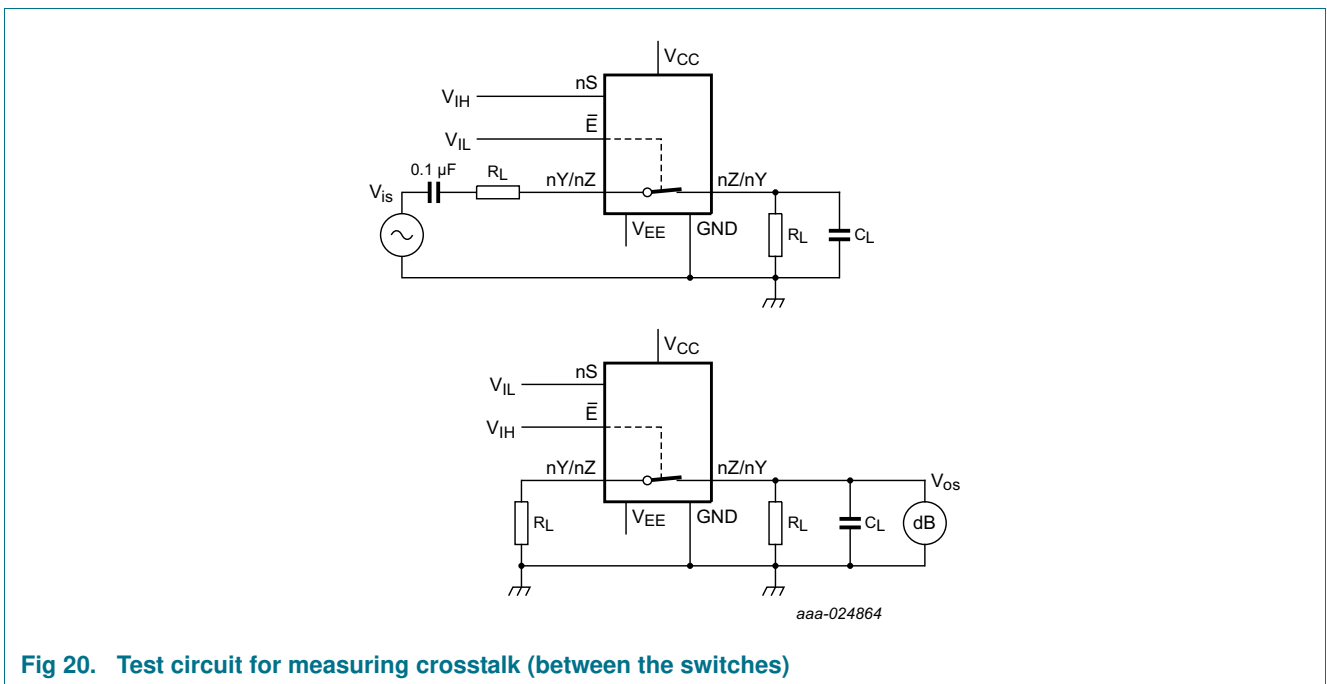 VCC
nS
VIH
Ē
VIL
0.1 μF
RL
nY/nZ
nZ/nY
Vis
VEE
GND
RL
CL
VCC
nS
VIL
Ē
VIH
nY/nZ
nZ/nY
Vos
RL
VEE
GND
RL
CL
dB
aaa-024864
Fig 20. Test circuit for measuring crosstalk (between the switches)